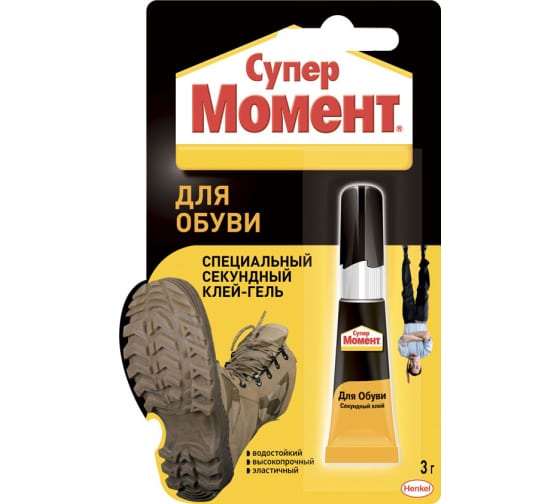 Супер
Момент®
ДЛЯ
ОБУВИ
СПЕЦИАЛЬНЫЙ
СЕКУНДНЫЙ
КЛЕЙ-ГЕЛЬ
Супер
Момент
Для Обуви
Секундный клей
• водостойкий
• высокопрочный
• эластичный
3 г
Henkel